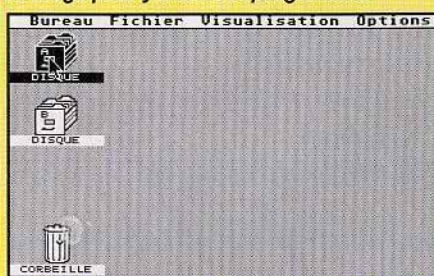 Bureau Fichier Visualisation Options
A
DISQUE
B
DISQUE
CORBEILLE